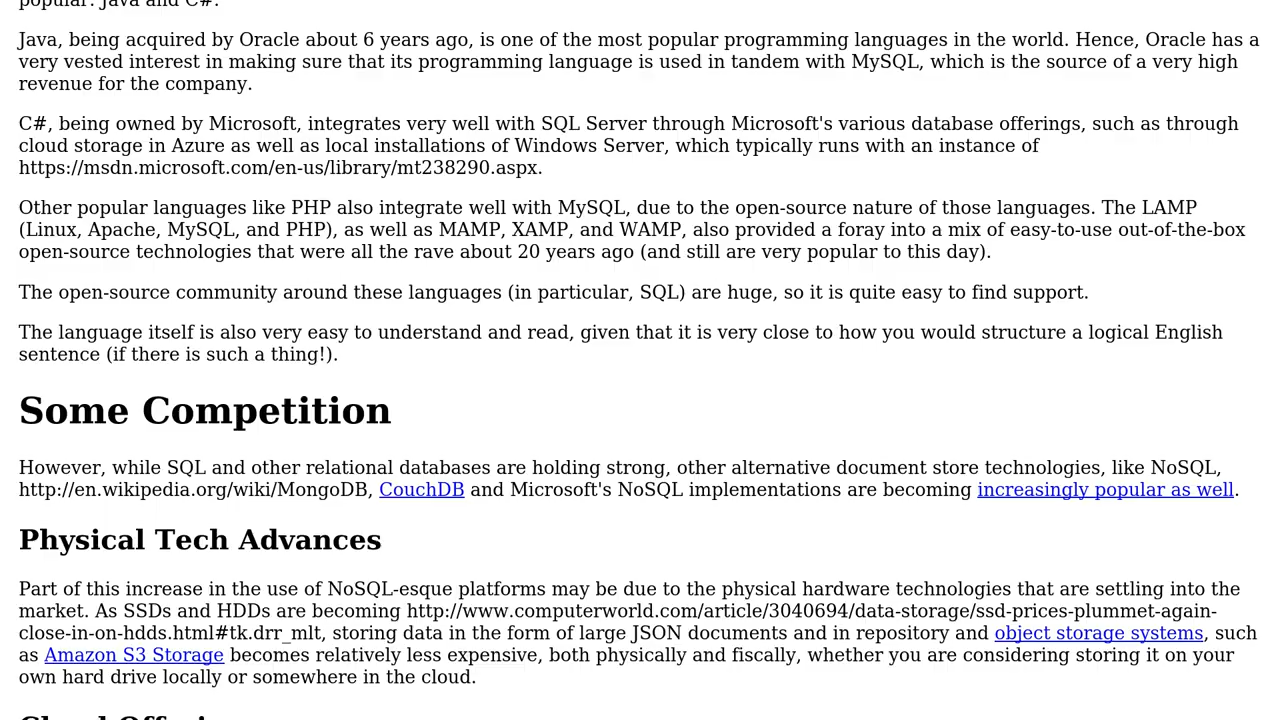 popular: Java and C#.
Java, being acquired by Oracle about 6 years ago, is one of the most popular programming languages in the world. Hence, Oracle has a
very vested interest in making sure that its programming language is used in tandem with MySQL, which is the source of a very high
revenue for the company.
C#, being owned by Microsoft, integrates very well with SQL Server through Microsoft's various database offerings, such as through
cloud storage in Azure as well as local installations of Windows Server, which typically runs with an instance of
https://msdn.microsoft.com/en-us/library/mt238290.aspx.
Other popular languages like PHP also integrate well with MySQL, due to the open-source nature of those languages. The LAMP
(Linux, Apache, MySQL, and PHP), as well as MAMP, XAMP, and WAMP, also provided a foray into a mix of easy-to-use out-of-the-box
open-source technologies that were all the rave about 20 years ago (and still are very popular to this day).
The open-source community around these languages (in particular, SQL) are huge, so it is quite easy to find support.
The language itself is also very easy to understand and read, given that it is very close to how you would structure a logical English
sentence (if there is such a thing!).
Some Competition
However, while SQL and other relational databases are holding strong, other alternative document store technologies, like NoSQL,
http://en.wikipedia.org/wiki/MongoDB, CouchDB and Microsoft's NoSQL implementations are becoming increasingly popular as well.
Physical Tech Advances
Part of this increase in the use of NoSQL-esque platforms may be due to the physical hardware technologies that are settling into the
market. As SSDs and HDDs are becoming http://www.computerworld.com/article/3040694/data-storage/ssd-prices-plummet-again-
close-in-on-hdds.html#tk.drr_mlt, storing data in the form of large JSON documents and in repository and object storage systems, such
as Amazon S3 Storage becomes relatively less expensive, both physically and fiscally, whether you are considering storing it on your
own hard drive locally or somewhere in the cloud.